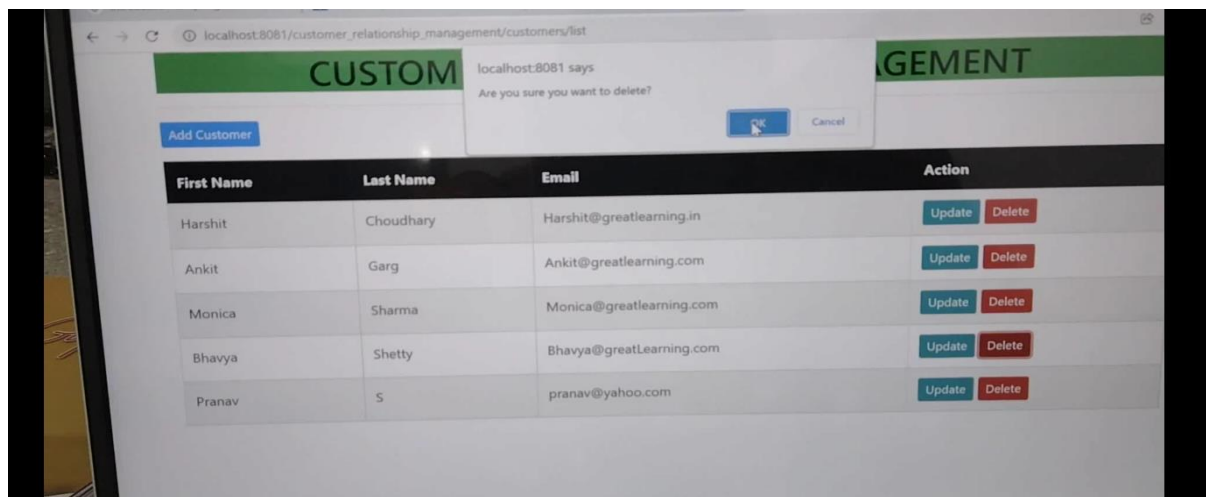 localhost:8081/customer_relationship_management/customers/list
CUSTOM
AGEMENT
localhost:8081 says
Are you sure you want to delete?
OK
Cancel
Add Customer
First Name Last Name Email Action
Harshit Choudhary Harshit@greatlearning.in Update Delete
Ankit Garg Ankit@greatlearning.com Update Delete
Monica Sharma Monica@greatlearning.com Update Delete
Bhavya Shetty Bhavya@greatLearning.com Update Delete
Pranav S pranav@yahoo.com Update Delete